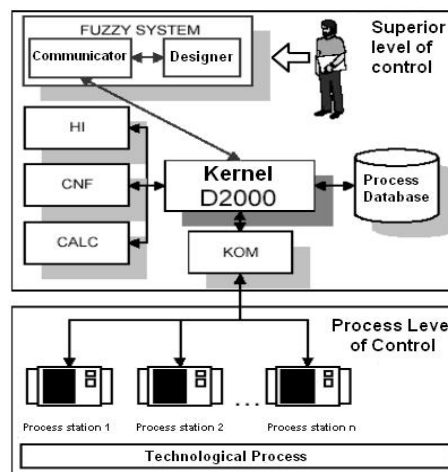 FUZZY SYSTEM
Communicator
Designer
Superior
level of
control
HI
CNF
CALC
Kernel
D2000
Process
Database
KOM
Process Level
of Control
Process station 1
Process station 2
...
Process station n
Technological Process